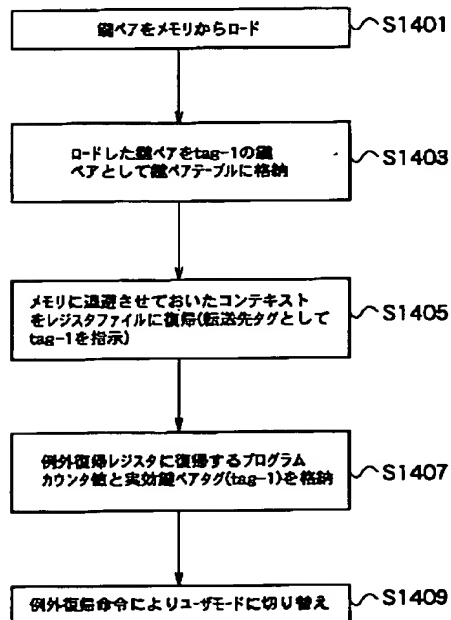 鍵ペアをメモリからロード
S1401
ロードした鍵ペアをtag-1の鍵
ペアとして鍵ペアテーブルに格納
S1403
メモリに退避させておいたコンテキスト
をレジスタファイルに復帰(転送先タグとして
tag-1を指示)
S1405
例外復帰レジスタに復帰するプログラム
カウンタ値と実効鍵ペアタグ(tag-1)を格納
S1407
例外復帰命令によりユーザモードに切り替え
S1409